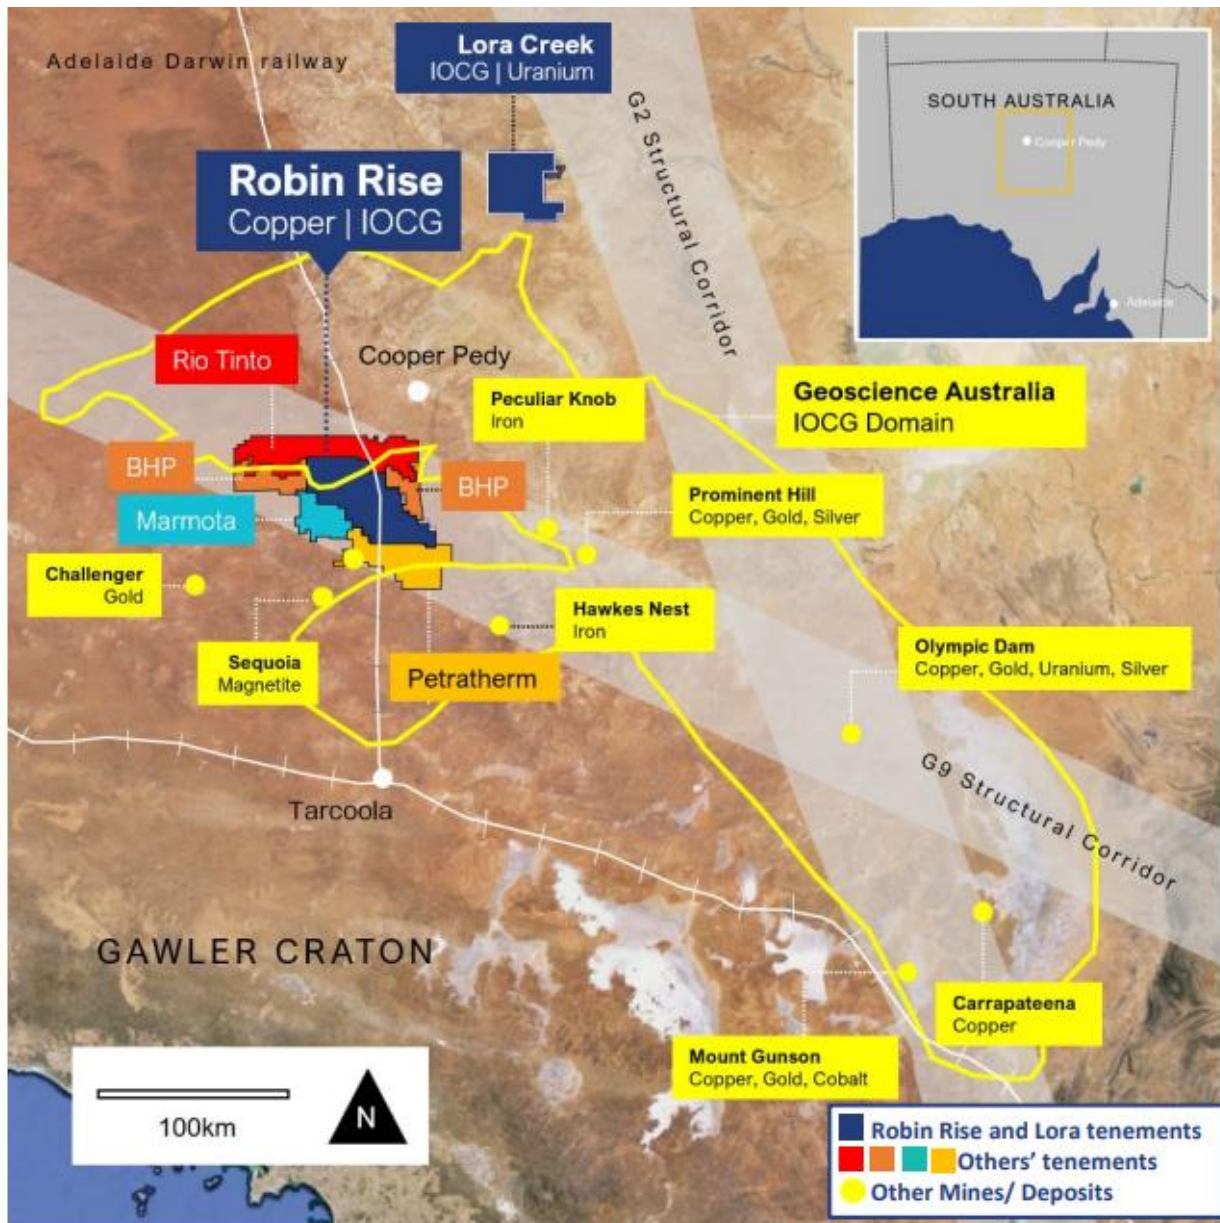 Adelaide Darwin railway
Lora Creek
IOCG | Uranium
SOUTH AUSTRALIA
Cooper Pedy
Adelaide
G2 Structural Corridor
Robin Rise
Copper | IOCG
Rio Tinto
Cooper Pedy
Peculiar Knob
Iron
Geoscience Australia
IOCG Domain
BHP
BHP
Prominent Hill
Copper, Gold, Silver
Marmota
Challenger
Gold
Hawkes Nest
Iron
Sequoia
Magnetite
Petratherm
Olympic Dam
Copper, Gold, Uranium, Silver
G9 Structural Corridor
Tarcoola
GAWLER CRATON
Carrapateena
Copper
Mount Gunson
Copper, Gold, Cobalt
100km
N
Robin Rise and Lora tenements
Others' tenements
Other Mines/ Deposits